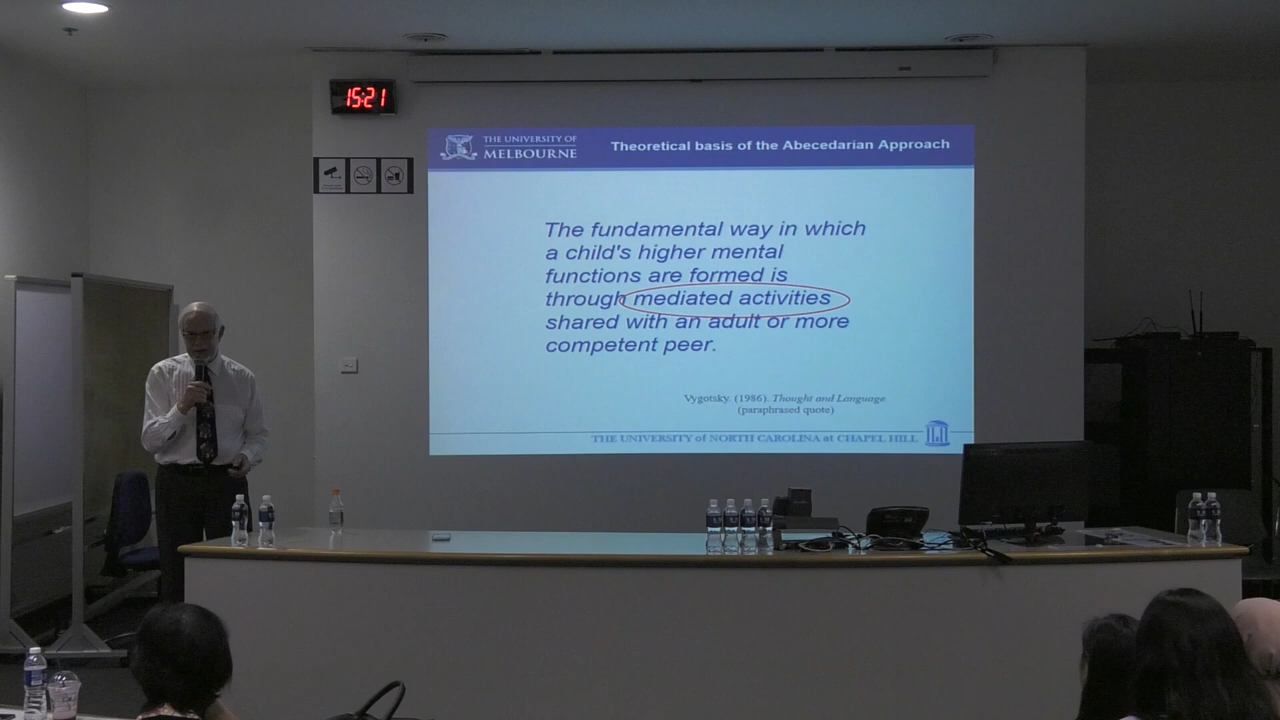 15:21
THE UNIVERSITY OF
MELBOURNE
Theoretical basis of the Abecedarian Approach
The fundamental way in which
a child's higher mental
functions are formed is
through mediated activities
shared with an adult or more
competent peer.
Vygotsky. (1986). Thought and Language.
(paraphrased quote)
THE UNIVERSITY of NORTH CAROLINA at CHAPEL HILL